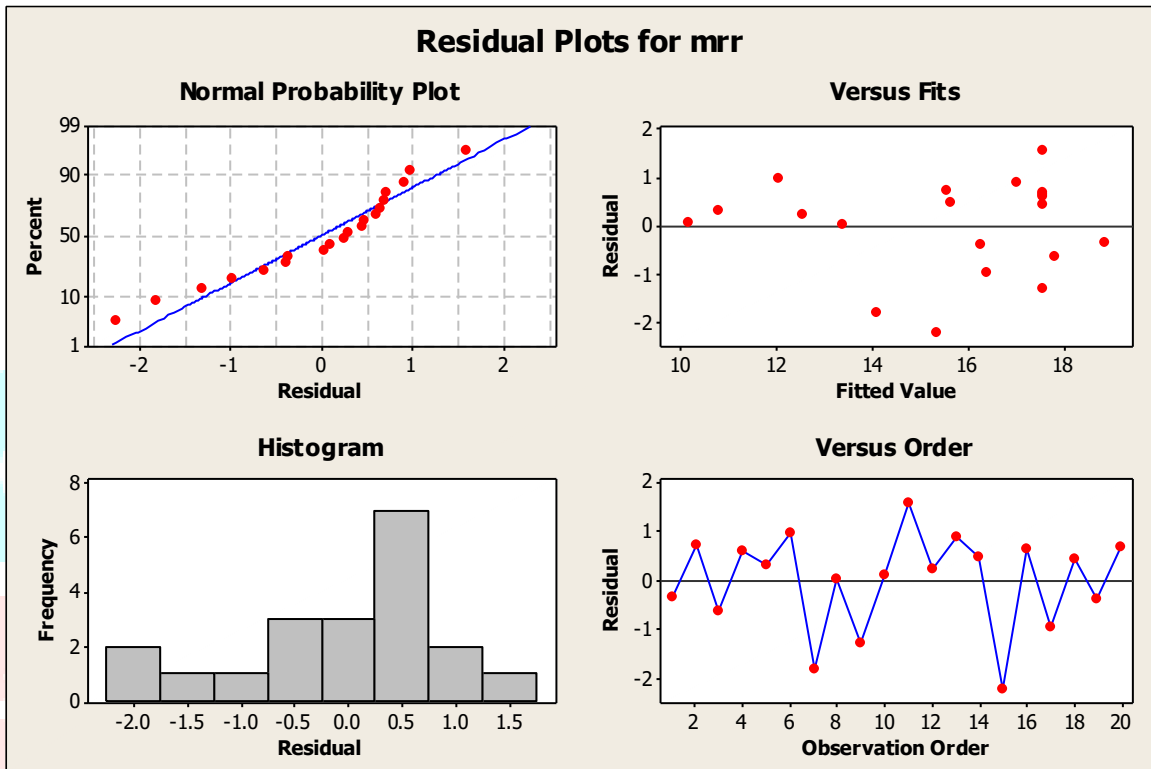 Residual Plots for mrr
Normal Probability Plot
99
90
50
10
1
Percent
-2 -1 0 1 2
Residual
Versus Fits
2
1
0
-1
-2
Residual
10 12 14 16 18
Fitted Value
Histogram
8
6
4
2
0
Frequency
-2.0 -1.5 -1.0 -0.5 0.0 0.5 1.0 1.5
Residual
Versus Order
2
1
0
-1
-2
Residual
2 4 6 8 10 12 14 16 18 20
Observation Order